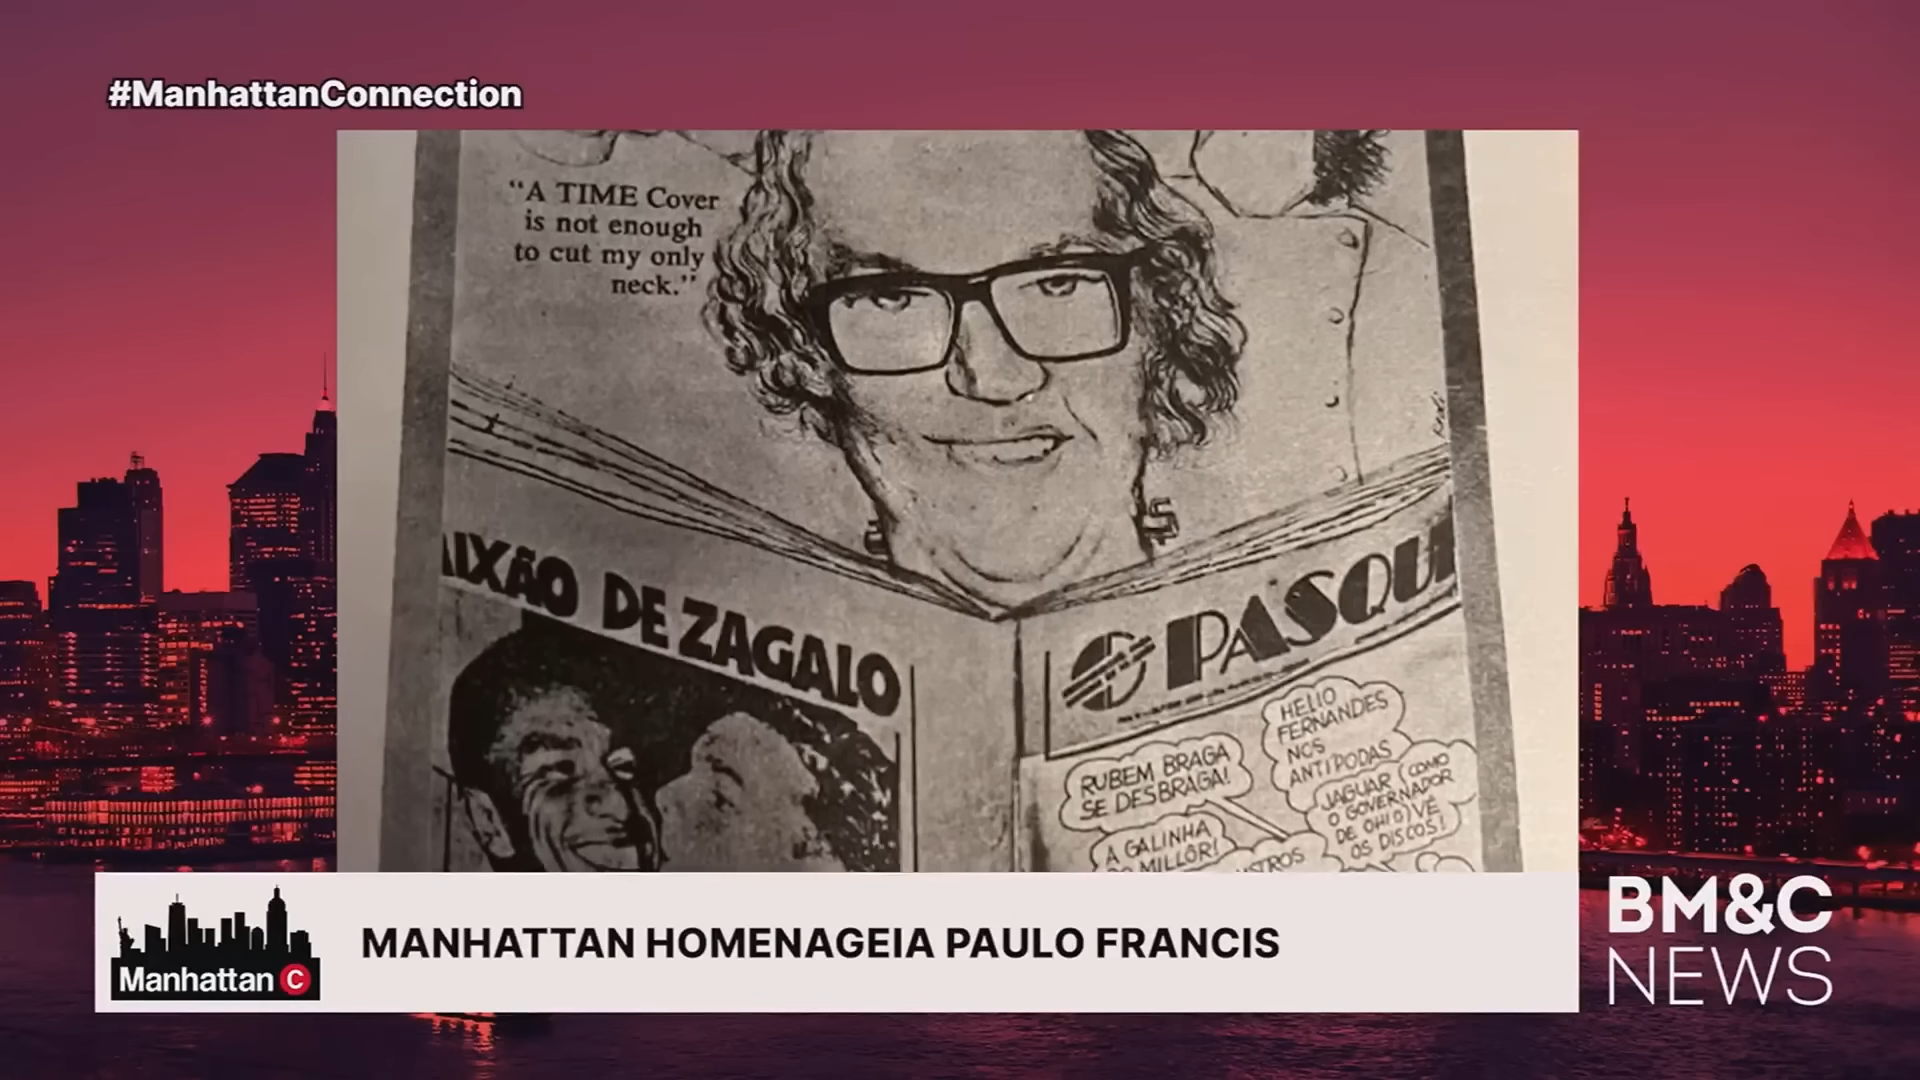 #ManhattanConnection
"A TIME Cover
is not enough
to cut my only
neck."
DE ZAGALO
O PASQU
HELIO
FERNANDES
NOS
ANTIPODAS
RUBEM BRAGA
SE DESBRAGA!
JAGUAR (COMO
O GOVERNADOR
DE OHIO) VÊ
OS DISCOS!
A GALINHA
DO MILLÔR!
Manhattan C
MANHATTAN HOMENAGEIA PAULO FRANCIS
BM&C
NEWS